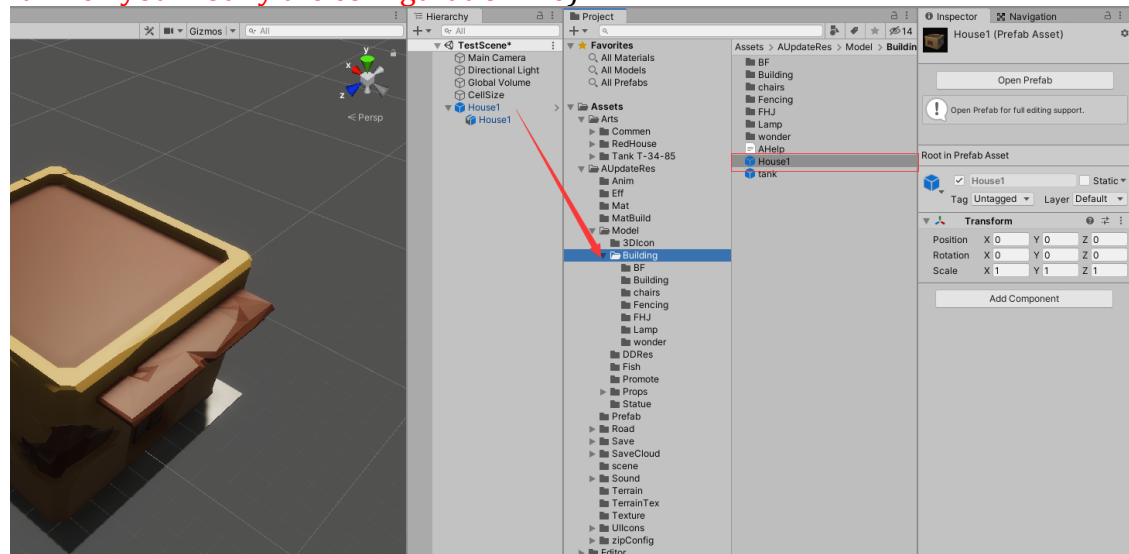 Hierarchy
Project
Inspector
Navigation
Gizmos
All
All
14
TestScene*
Main Camera
Directional Light
Global Volume
CellSize
House1
House1
y
x
z
Persp
Favorites
All Materials
All Models
All Prefabs
Assets
Arts
Commen
RedHouse
Tank T-34-85
AUpdateRes
Anim
Eff
Mat
MatBuild
Model
3DIcon
Building
BF
Building
chairs
Fencing
FHJ
Lamp
wonder
DDRes
Fish
Promote
Props
Statue
Prefab
Road
Save
SaveCloud
scene
Sound
Terrain
TerrainTex
Texture
UIIcons
zipConfig
Editor
Assets > AUpdateRes > Model > Buildin
BF
Building
chairs
Fencing
FHJ
Lamp
wonder
AHelp
House1
tank
House1 (Prefab Asset)
Open Prefab
Open Prefab for full editing support.
Root in Prefab Asset
House1
Static
Tag Untagged Layer Default
Transform
Position X 0 Y 0 Z 0
Rotation X 0 Y 0 Z 0
Scale X 1 Y 1 Z 1
Add Component